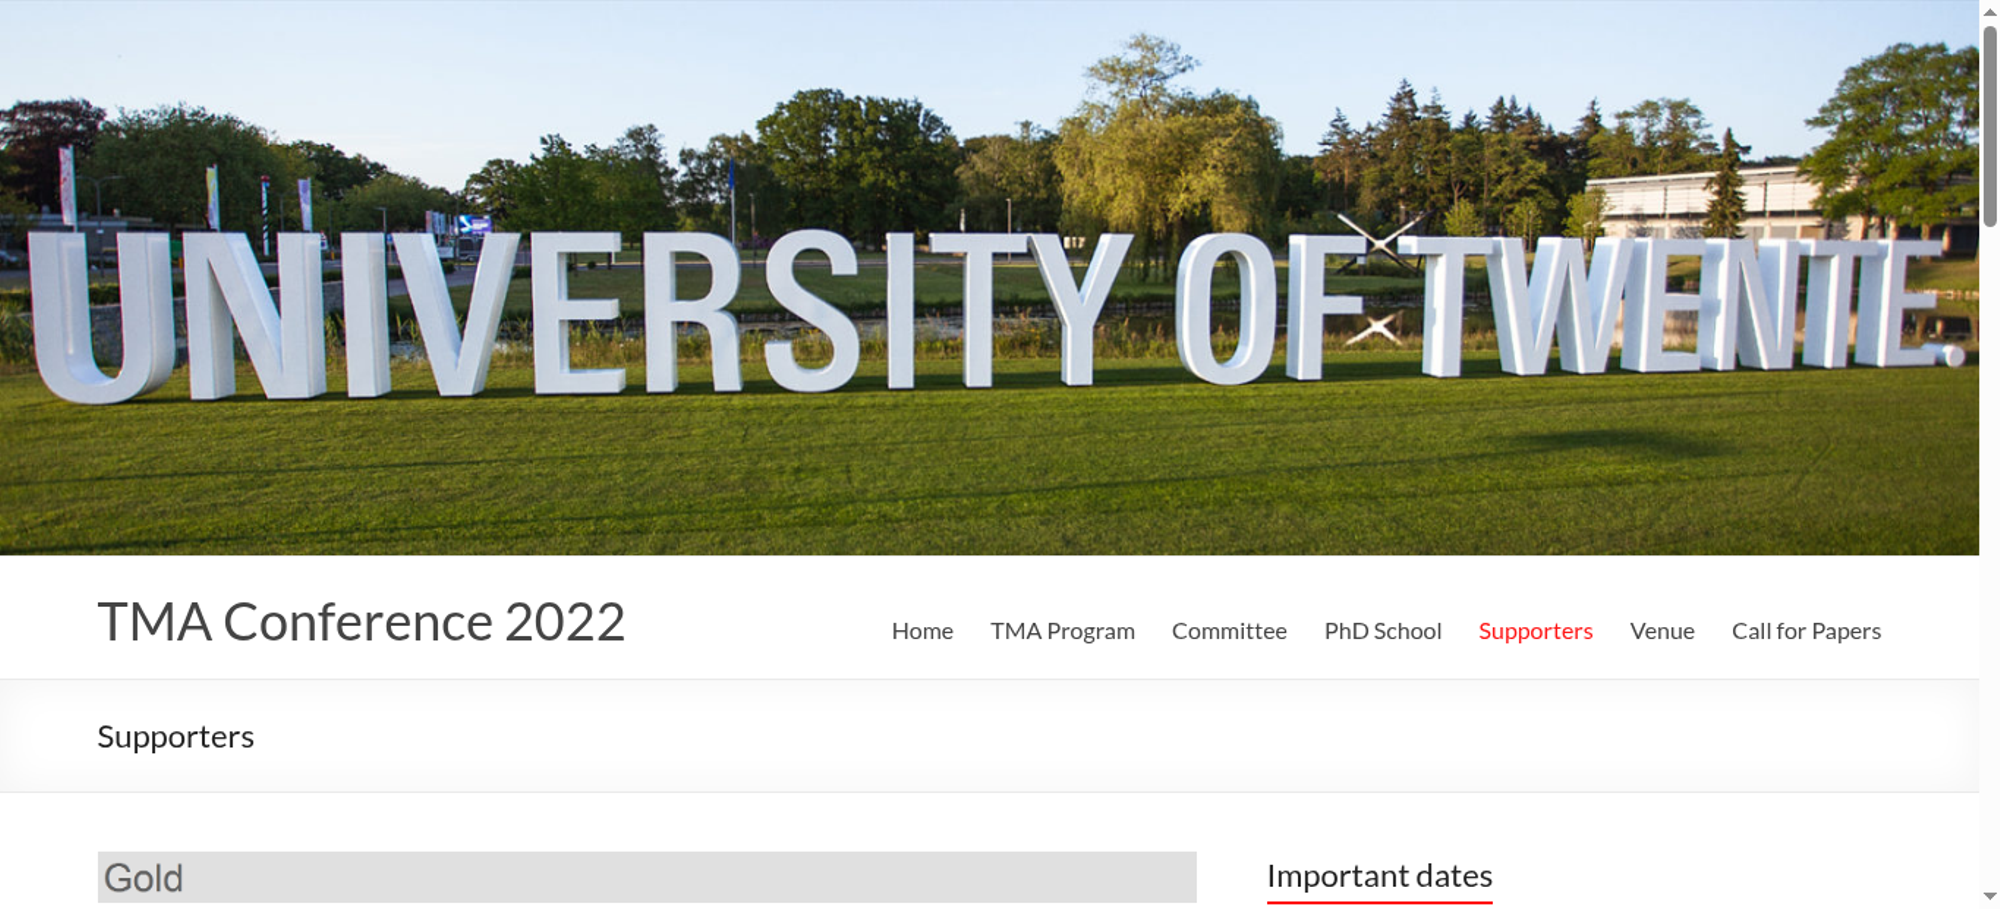 UNIVERSITY OF TWENTE.
TMA Conference 2022
Home TMA Program Committee PhD School Supporters Venue Call for Papers
Supporters
Gold
Important dates